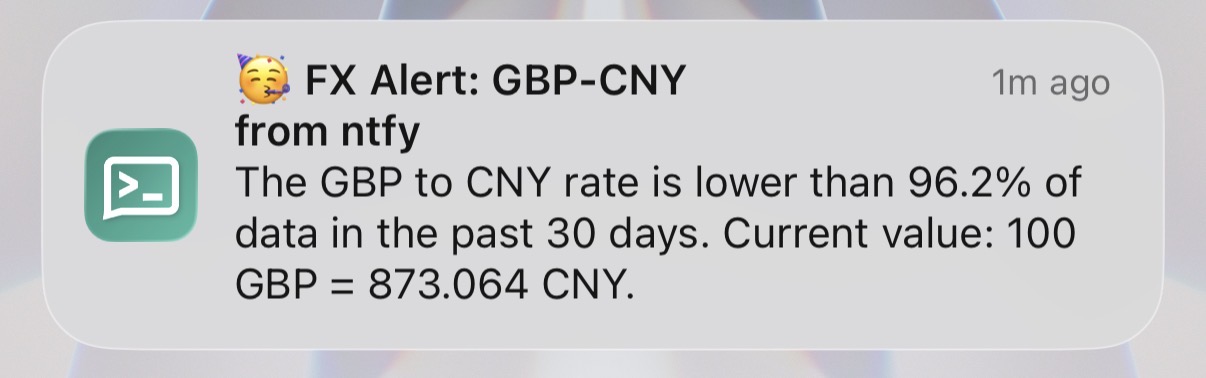 🥳 FX Alert: GBP-CNY 1m ago
from ntfy
The GBP to CNY rate is lower than 96.2% of
data in the past 30 days. Current value: 100
GBP = 873.064 CNY.